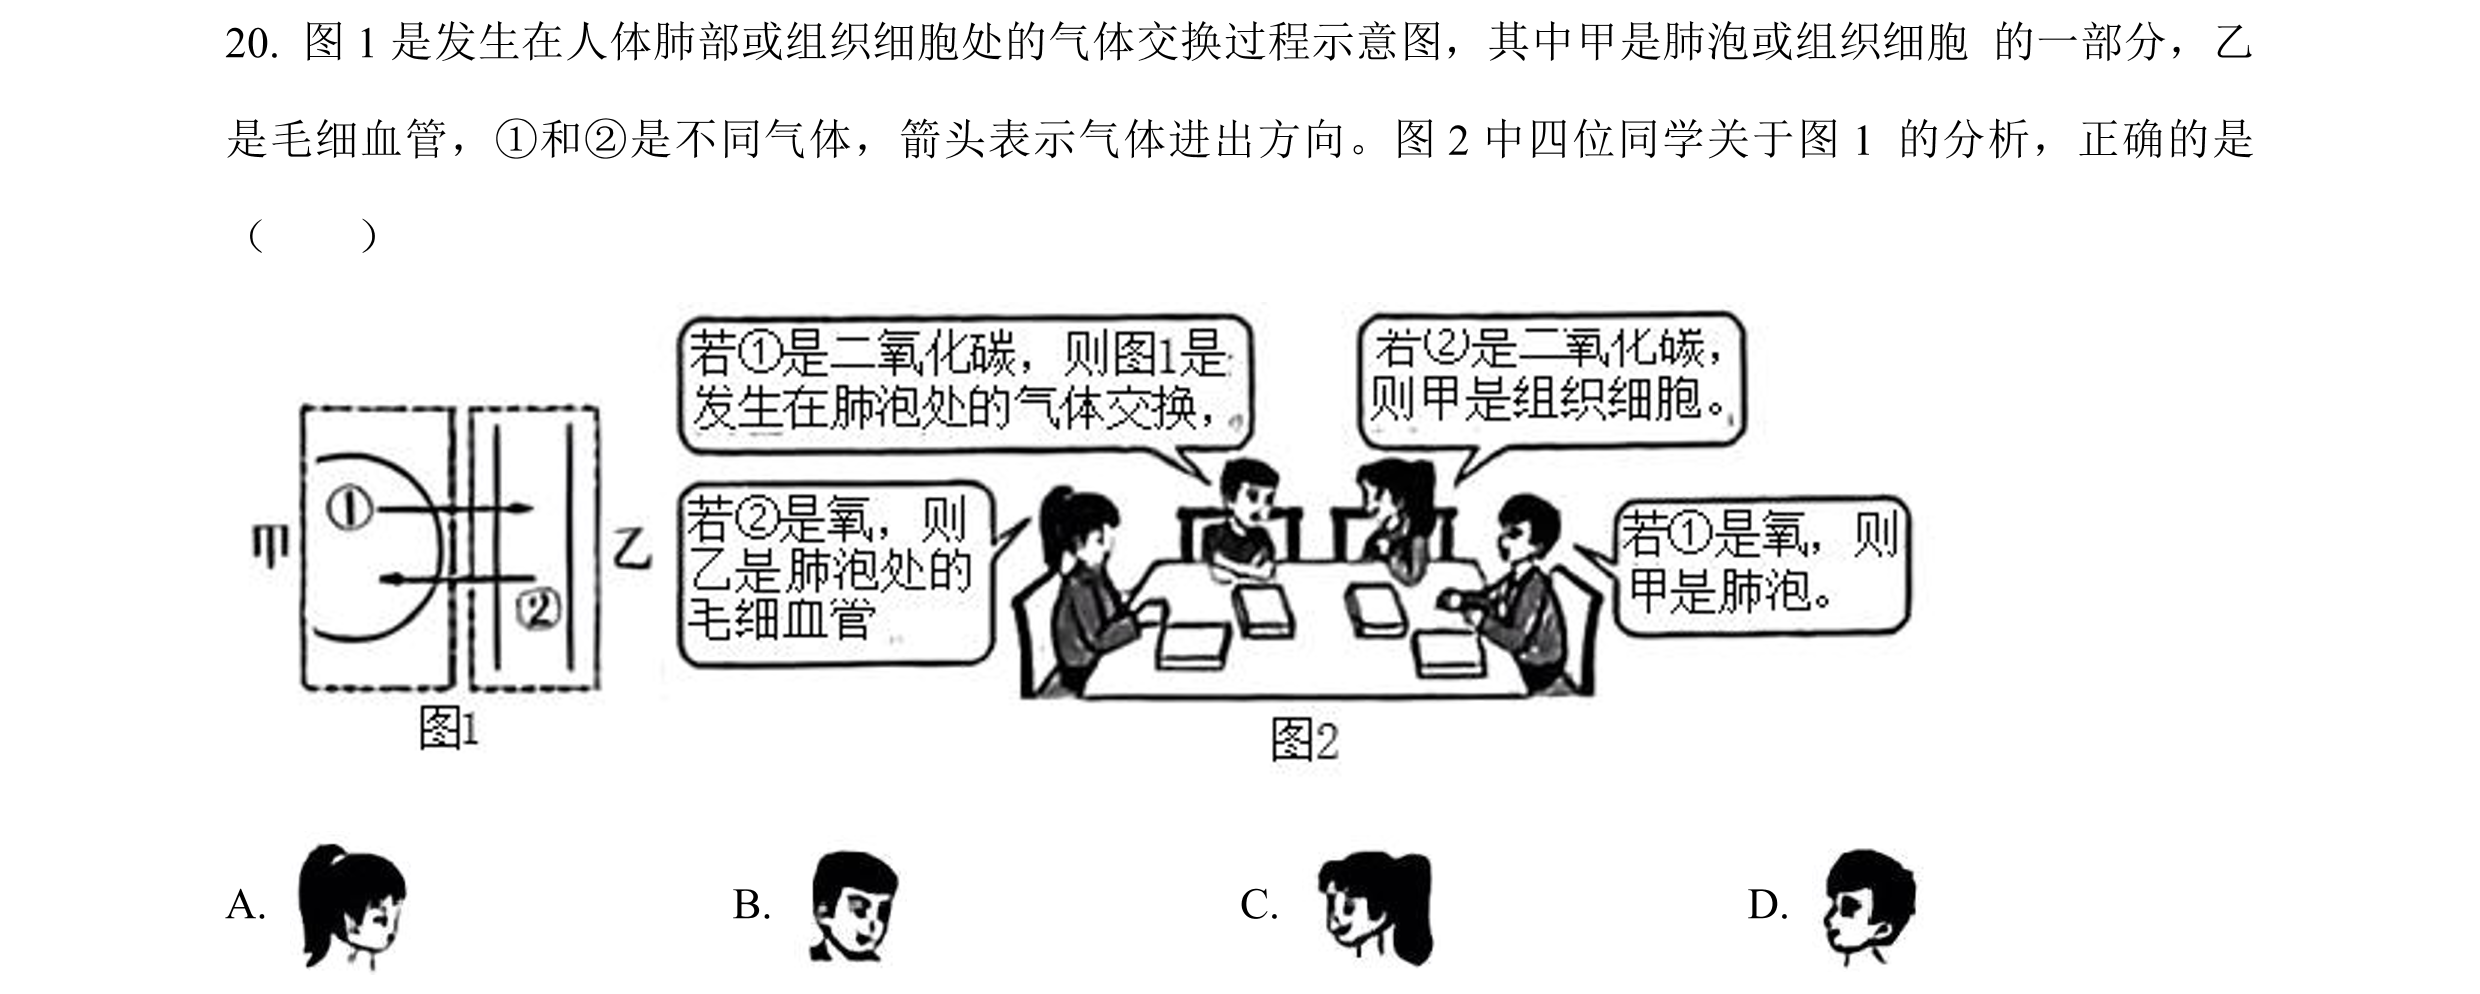 20. 图 1 是发生在人体肺部或组织细胞处的气体交换过程示意图，其中甲是肺泡或组织细胞 的一部分，乙
是毛细血管，①和②是不同气体，箭头表示气体进出方向。图 2 中四位同学关于图 1 的分析，正确的是
（ ）
若①是二氧化碳，则图1是
发生在肺泡处的气体交换，
若②是二氧化碳，
则甲是组织细胞。
若②是氧，则
乙是肺泡处的
毛细血管
若①是氧，则
甲是肺泡。
甲
①
②
乙
图1
图2
A.
B.
C.
D.